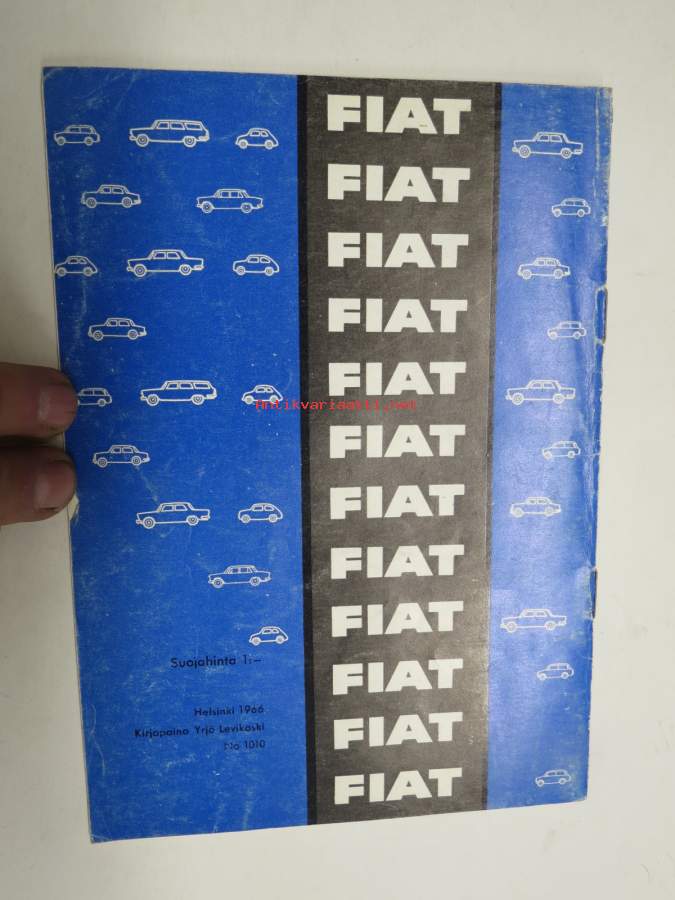 FIAT
FIAT
FIAT
FIAT
FIAT
Antikvariaatti.net
FIAT
FIAT
FIAT
FIAT
FIAT
FIAT
FIAT
Suojahinta 1:—
Helsinki 1966
Kirjapaino Yrjö Levikoski
No 1010